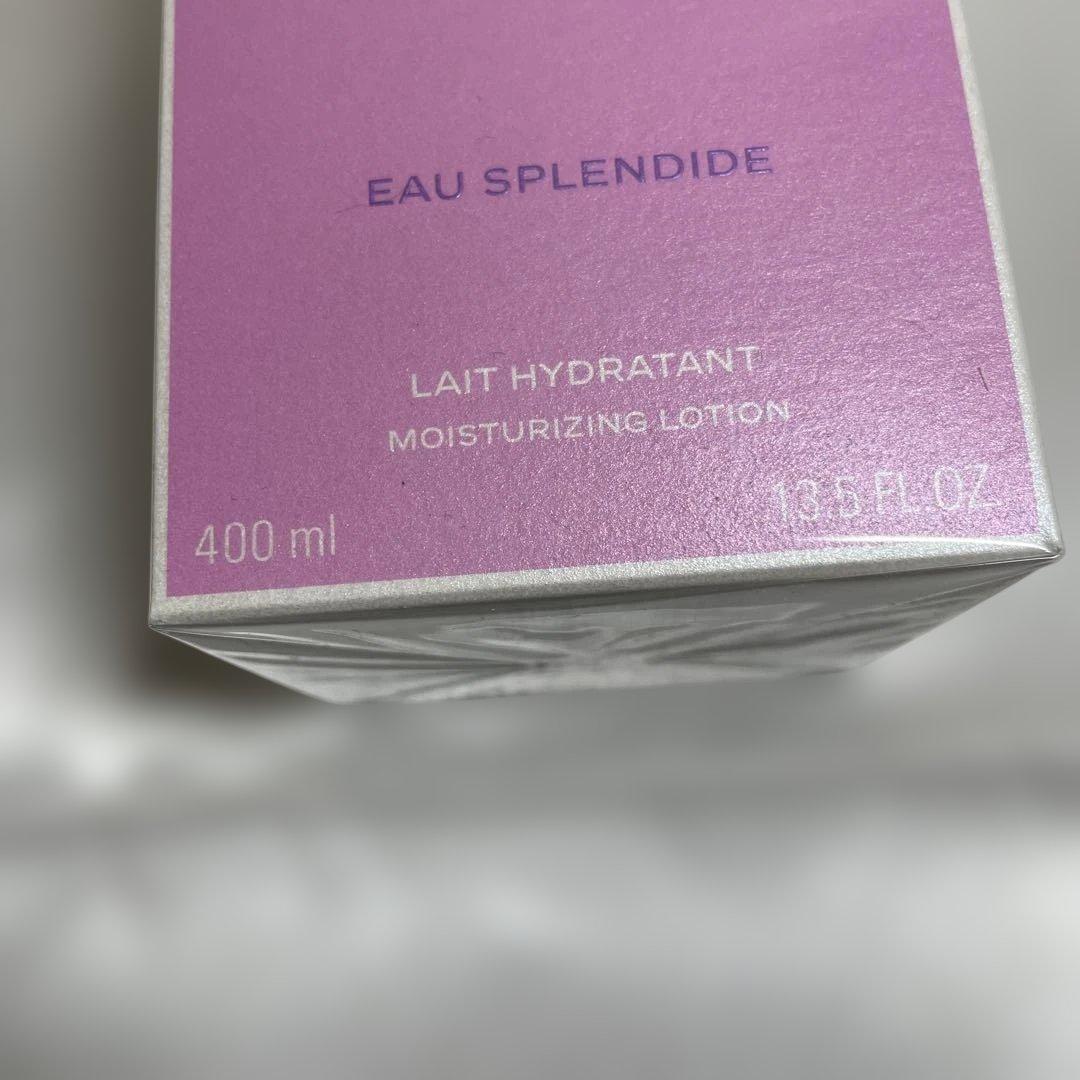 EAU SPLENDIDE
LAIT HYDRATANT
MOISTURIZING LOTION
400 ml
13.5 FL.OZ